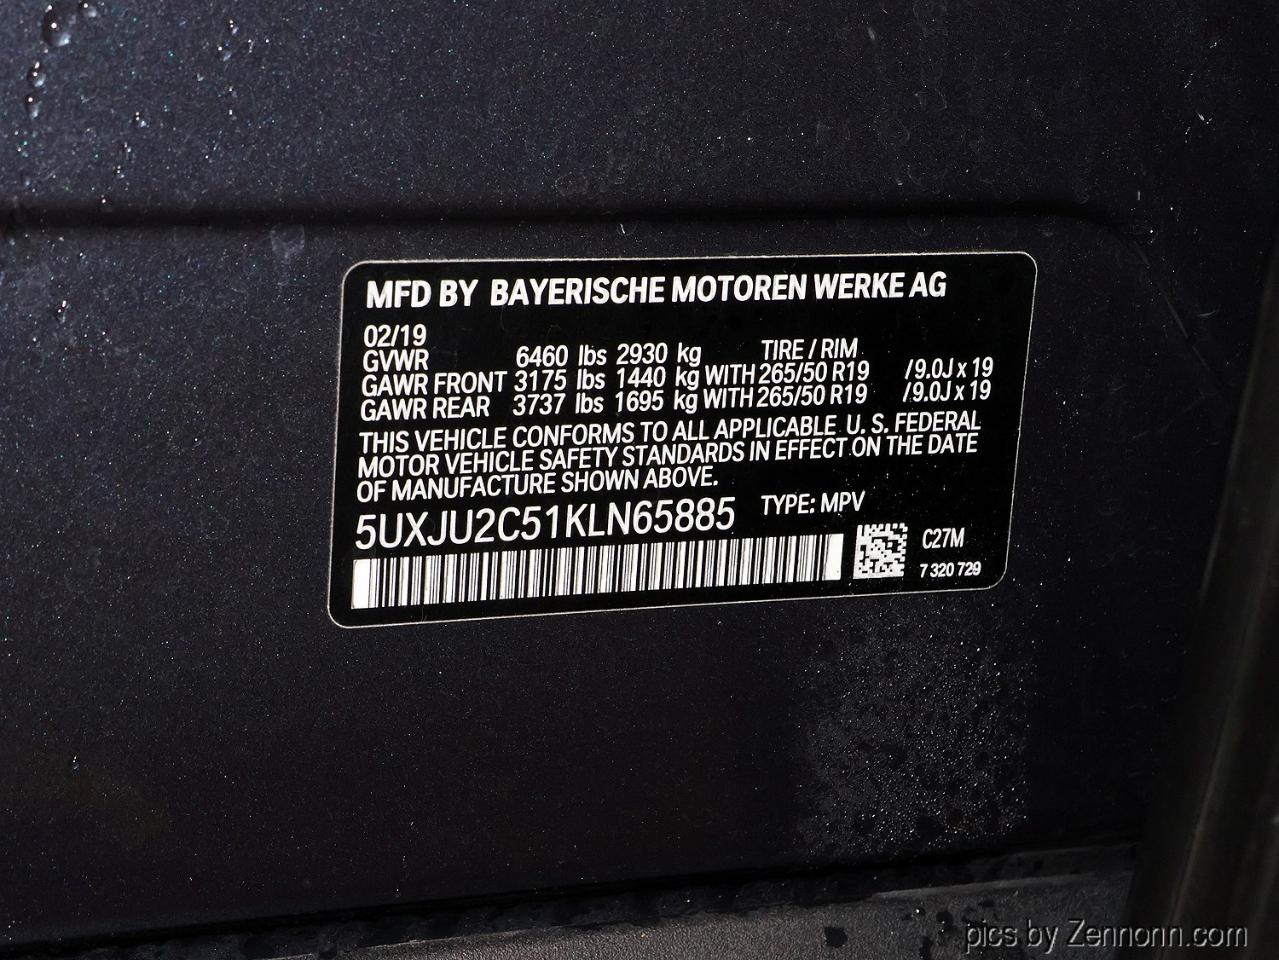 MFD BY BAYERISCHE MOTOREN WERKE AG
02/19
GVWR 6460 lbs 2930 kg TIRE / RIM
GAWR FRONT 3175 lbs 1440 kg WITH 265/50 R19 /9.0J x 19
GAWR REAR 3737 lbs 1695 kg WITH 265/50 R19 /9.0J x 19
THIS VEHICLE CONFORMS TO ALL APPLICABLE U. S. FEDERAL
MOTOR VEHICLE SAFETY STANDARDS IN EFFECT ON THE DATE
OF MANUFACTURE SHOWN ABOVE.
5UXJU2C51KLN65885 TYPE: MPV
C27M
7 320 729
pics by Zennonn.com